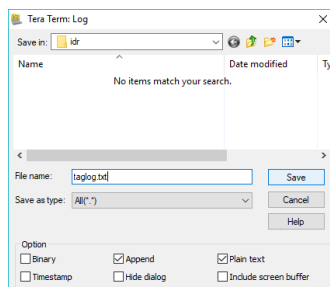 Tera Term: Log
Save in: idr
Name Date modified Ty
No items match your search.
File name: taglog.txt Save
Save as type: All(*.*) Cancel
Help
Option
Binary Append Plain text
Timestamp Hide dialog Include screen buffer